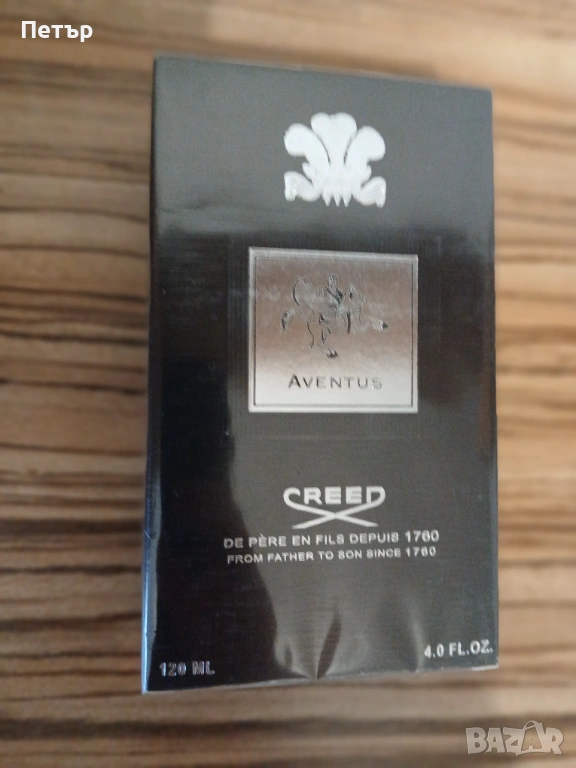 Петър
AVENTUS
CREED
DE PÈRE EN FILS DEPUIS 1760
FROM FATHER TO SON SINCE 1760
120 ML
4.0 FL.OZ.
BAZAR